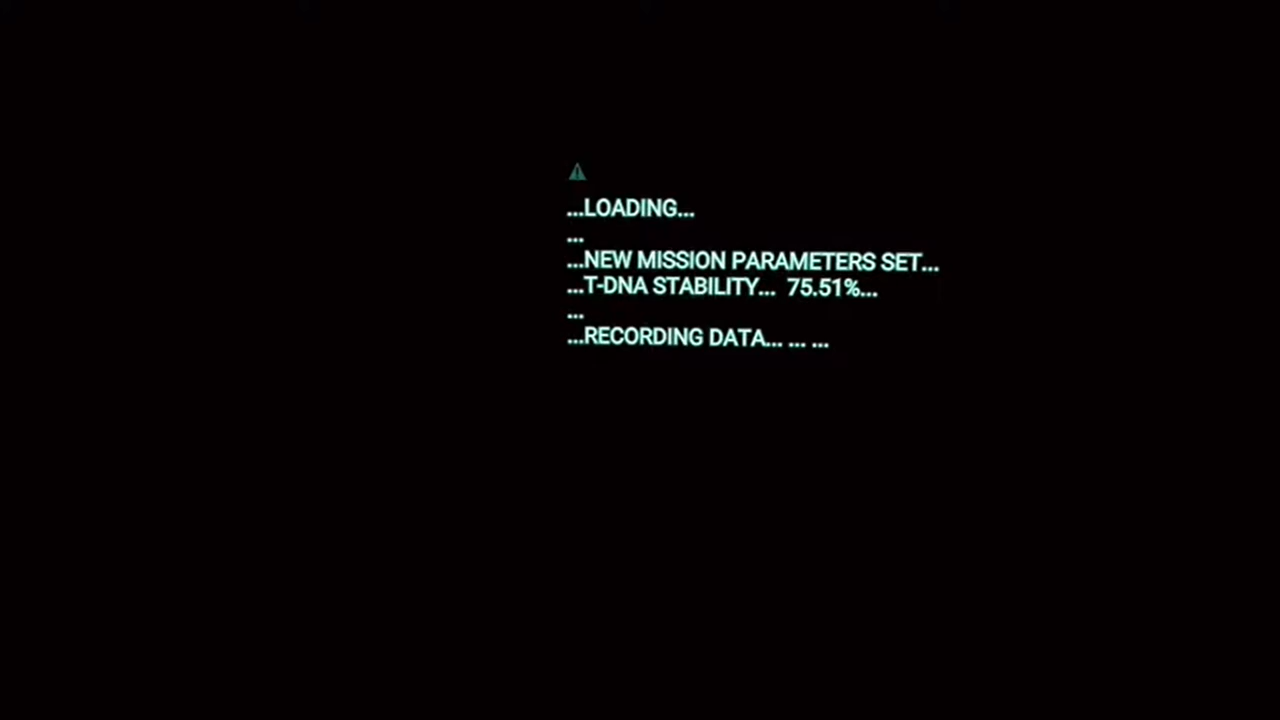 ...LOADING...
...
...NEW MISSION PARAMETERS SET...
...T-DNA STABILITY... 75.51%...
...
...RECORDING DATA... ... ...